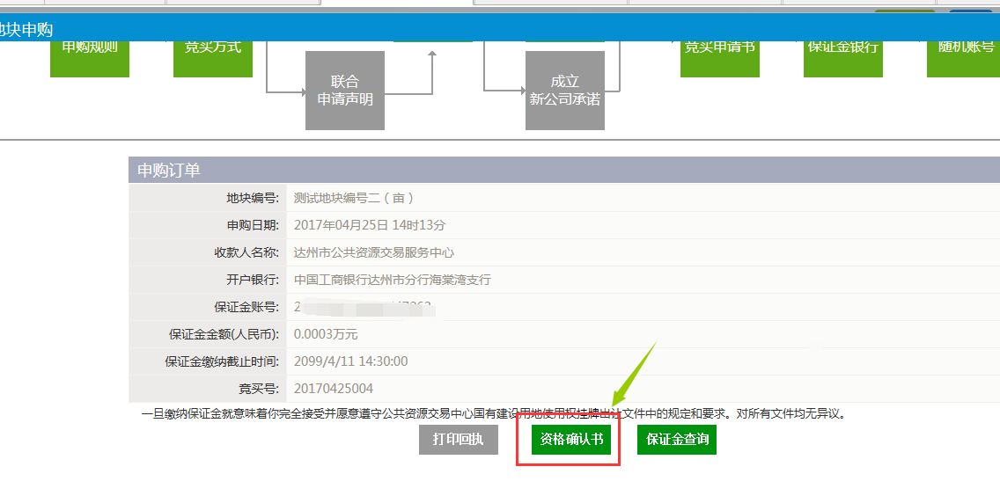 地块申购
申购规则
竞买方式
竞买申请书
保证金银行
随机账号
联合
申请声明
成立
新公司承诺
申购订单
地块编号: 测试地块编号二（亩）
申购日期: 2017年04月25日 14时13分
收款人名称: 达州市公共资源交易服务中心
开户银行: 中国工商银行达州市分行海棠湾支行
保证金账号: 2
保证金金额(人民币): 0.0003万元
保证金缴纳截止时间: 2099/4/11 14:30:00
竞买号: 20170425004
一旦缴纳保证金就意味着你完全接受并愿意遵守公共资源交易中心国有建设用地使用权挂牌出让文件中的规定和要求。对所有文件均无异议。
打印回执 资格确认书 保证金查询